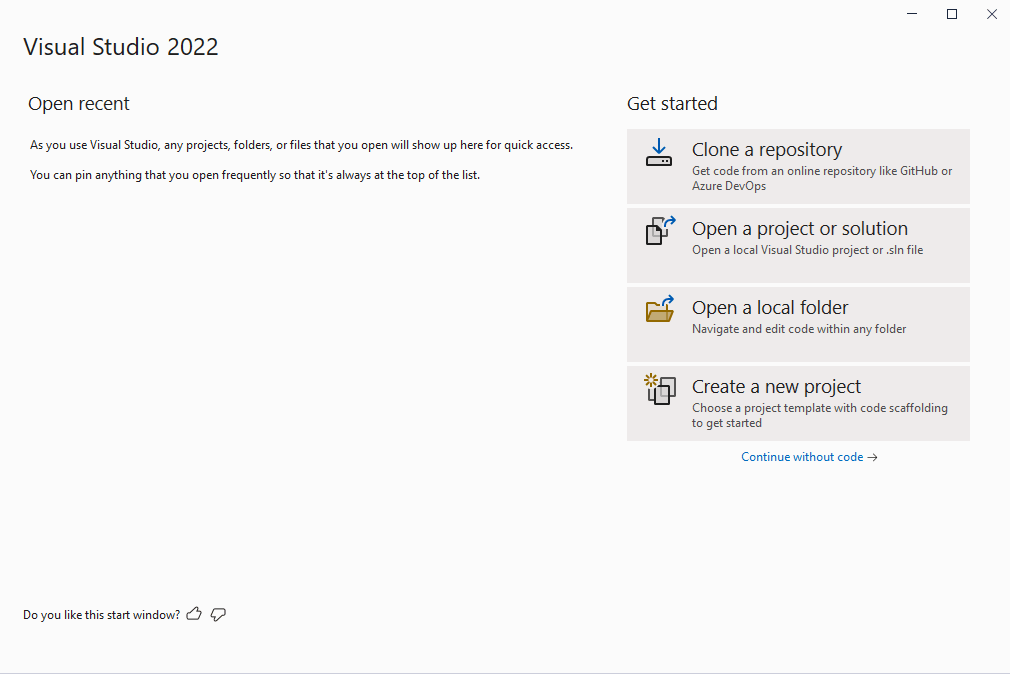 Visual Studio 2022
Open recent
As you use Visual Studio, any projects, folders, or files that you open will show up here for quick access.
You can pin anything that you open frequently so that it's always at the top of the list.
Get started
Clone a repository
Get code from an online repository like GitHub or
Azure DevOps
Open a project or solution
Open a local Visual Studio project or .sln file
Open a local folder
Navigate and edit code within any folder
Create a new project
Choose a project template with code scaffolding
to get started
Continue without code →
Do you like this start window?